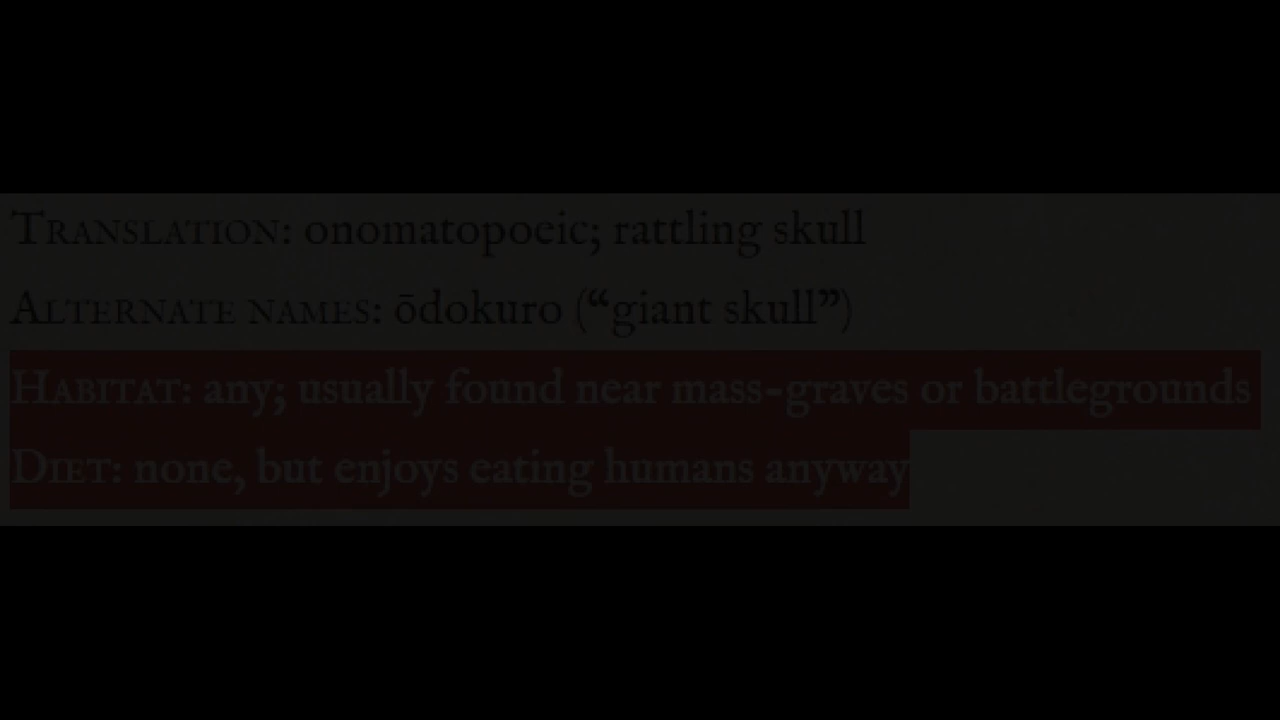 Translation: onomatopoeic; rattling skull
Alternate names: ōdokuro (“giant skull”)
Habitat: any; usually found near mass-graves or battlegrounds
Diet: none, but enjoys eating humans anyway